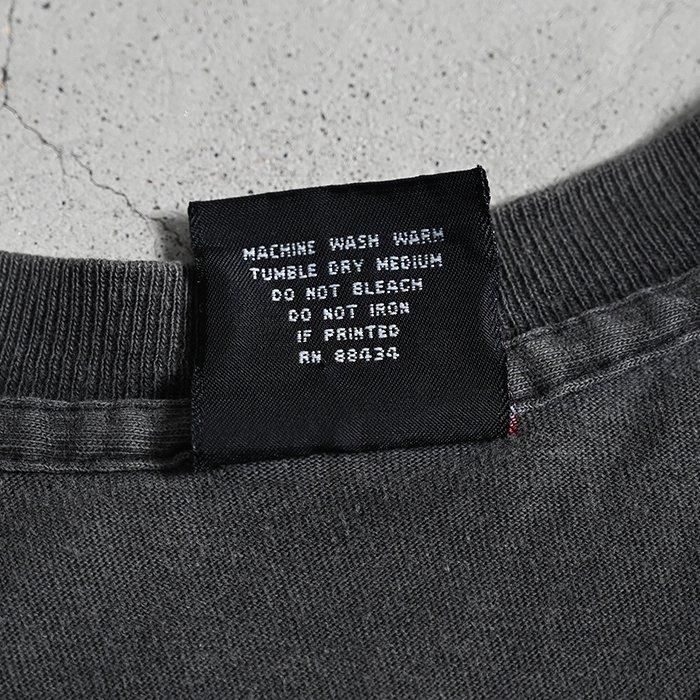 MACHINE WASH WARM
TUMBLE DRY MEDIUM
DO NOT BLEACH
DO NOT IRON
IF PRINTED
RN 88434